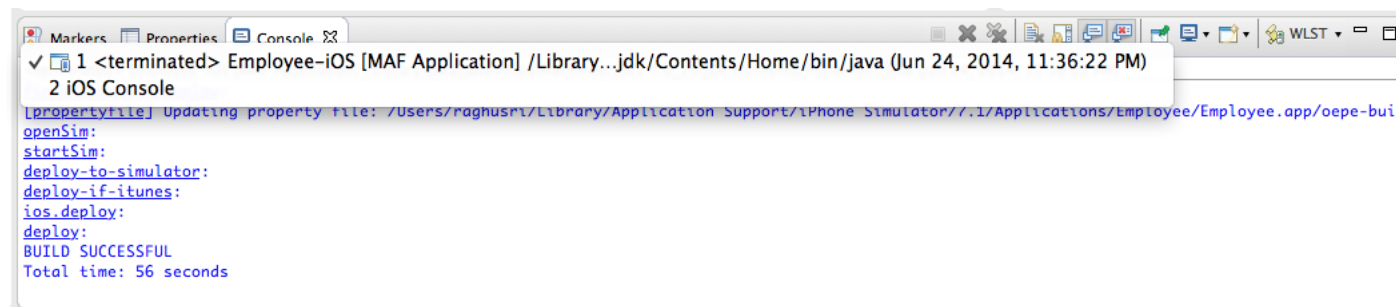 Markers Properties Console WLST
✓ 1 <terminated> Employee-iOS [MAF Application] /Library...jdk/Contents/Home/bin/java (Jun 24, 2014, 11:36:22 PM)
2 iOS Console
[propertyfile] Updating property file: /Users/raghusri/Library/Application Support/iPhone Simulator/7.1/Applications/Employee/Employee.app/oepe-bui
openSim:
startSim:
deploy-to-simulator:
deploy-if-itunes:
ios.deploy:
deploy:
BUILD SUCCESSFUL
Total time: 56 seconds